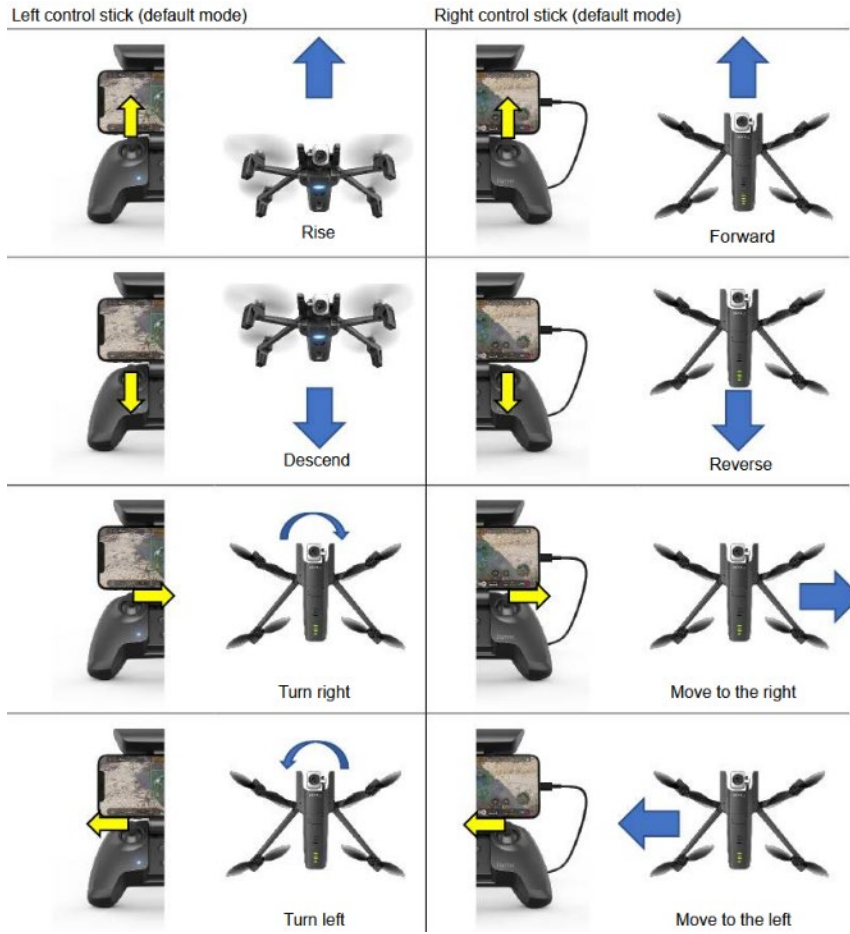 Left control stick (default mode)
Right control stick (default mode)
Rise
Forward
Descend
Reverse
Turn right
Move to the right
Turn left
Move to the left